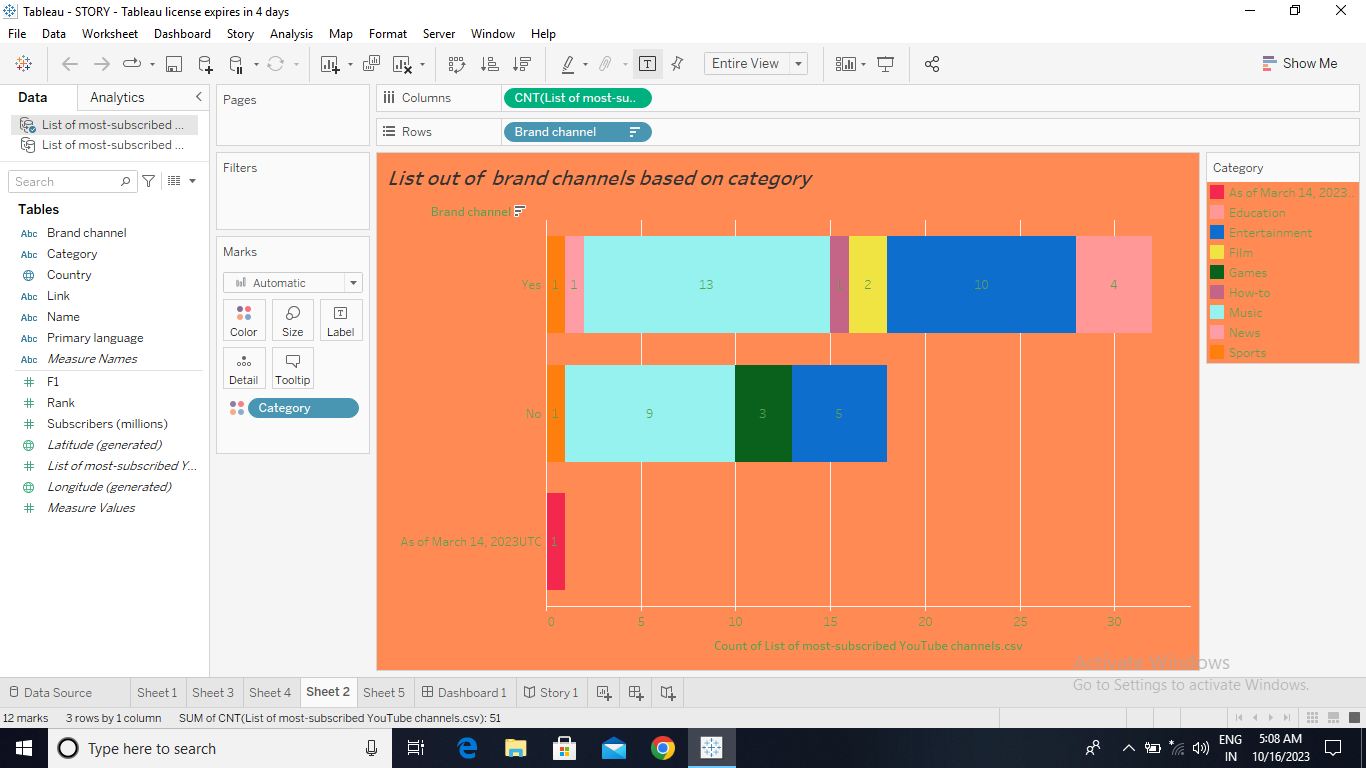 Tableau - STORY - Tableau license expires in 4 days
File Data Worksheet Dashboard Story Analysis Map Format Server Window Help
Entire View
Show Me
Data Analytics
List of most-subscribed ...
List of most-subscribed ...
Search
Tables
Abc Brand channel
Abc Category
Country
Abc Link
Abc Name
Abc Primary language
Abc Measure Names
F1
Rank
Subscribers (millions)
Latitude (generated)
List of most-subscribed Y...
Longitude (generated)
Measure Values
Pages
Filters
Marks
Automatic
Color Size Label
Detail Tooltip
Category
Columns CNT(List of most-su..
Rows Brand channel
List out of brand channels based on category
Brand channel
Yes 1 1 13 1 2 10 4
No 1 9 3 5
As of March 14, 2023UTC 1
0 5 10 15 20 25 30
Count of List of most-subscribed YouTube channels.csv
Category
As of March 14, 2023..
Education
Entertainment
Film
Games
How-to
Music
News
Sports
Activate Windows
Go to Settings to activate Windows.
Data Source Sheet 1 Sheet 3 Sheet 4 Sheet 2 Sheet 5 Dashboard 1 Story 1
12 marks 3 rows by 1 column SUM of CNT(List of most-subscribed YouTube channels.csv): 51
Type here to search
ENG
IN
5:08 AM
10/16/2023